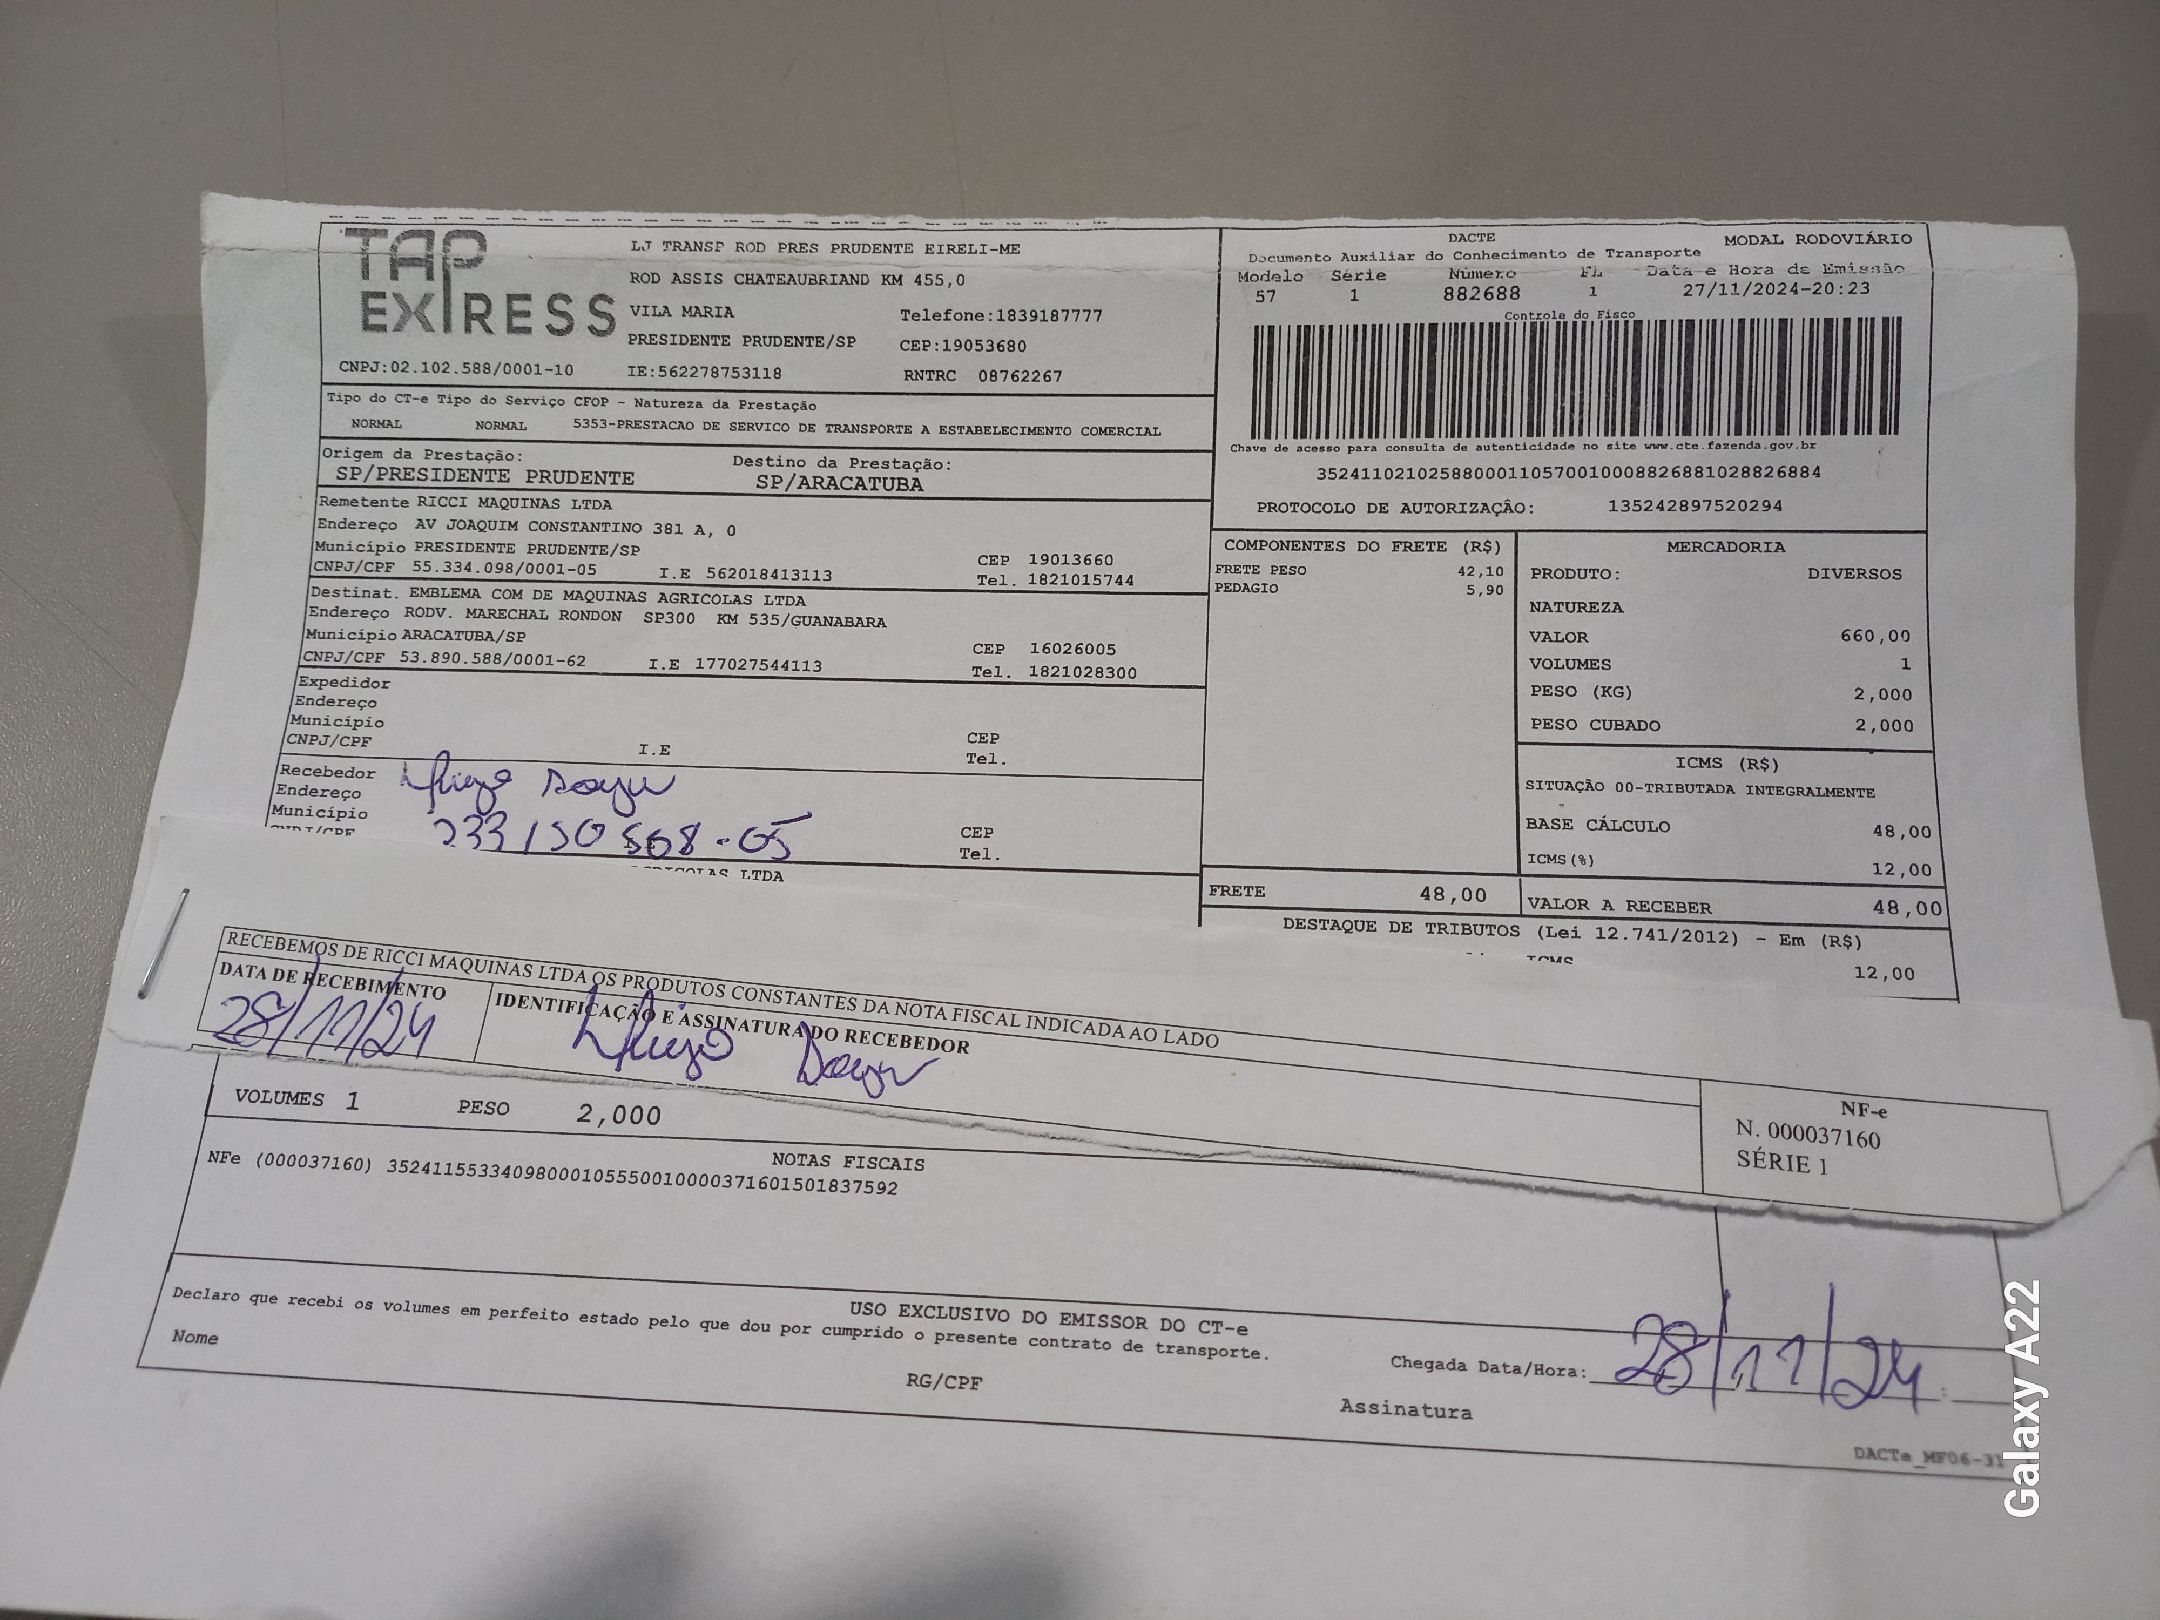 TAP EXPRESS
LJ TRANSP ROD PRES PRUDENTE EIRELI-ME
ROD ASSIS CHATEAUBRIAND KM 455,0
VILA MARIA Telefone:1839187777
PRESIDENTE PRUDENTE/SP CEP:19053680
CNPJ:02.102.588/0001-10 IE:562278753118 RNTRC 08762267
DACTE MODAL RODOVIÁRIO
Documento Auxiliar do Conhecimento de Transporte
Modelo Série Número FL Data e Hora de Emissão
57 1 882688 1 27/11/2024-20:23
Controle do Fisco
Chave de acesso para consulta de autenticidade no site www.cte.fazenda.gov.br
35241102102588000110570010008826881028826884
PROTOCOLO DE AUTORIZAÇÂO: 135242897520294
Tipo do CT-e Tipo do Serviço CFOP - Natureza da Prestação
NORMAL NORMAL 5353-PRESTACAO DE SERVICO DE TRANSPORTE A ESTABELECIMENTO COMERCIAL
Origem da Prestação: Destino da Prestação:
SP/PRESIDENTE PRUDENTE SP/ARACATUBA
Remetente RICCI MAQUINAS LTDA
Endereço AV JOAQUIM CONSTANTINO 381 A, 0
Município PRESIDENTE PRUDENTE/SP CEP 19013660
CNPJ/CPF 55.334.098/0001-05 I.E 562018413113 Tel. 1821015744
Destinat. EMBLEMA COM DE MAQUINAS AGRICOLAS LTDA
Endereço RODV. MARECHAL RONDON SP300 KM 535/GUANABARA
Município ARACATUBA/SP CEP 16026005
CNPJ/CPF 53.890.588/0001-62 I.E 177027544113 Tel. 1821028300
Expedidor
Endereço
Município CEP
CNPJ/CPF I.E Tel.
Recebedor
Endereço
Município CEP
CNPJ/CPF Tel.
LTDA
COMPONENTES DO FRETE (R$)
FRETE PESO 42,10
PEDAGIO 5,90
FRETE 48,00
MERCADORIA
PRODUTO: DIVERSOS
NATUREZA
VALOR 660,00
VOLUMES 1
PESO (KG) 2,000
PESO CUBADO 2,000
ICMS (R$)
SITUAÇÃO 00-TRIBUTADA INTEGRALMENTE
BASE CÁLCULO 48,00
ICMS(%) 12,00
VALOR A RECEBER 48,00
DESTAQUE DE TRIBUTOS (Lei 12.741/2012) - Em (R$)
ICMS 12,00
RECEBEMOS DE RICCI MAQUINAS LTDA OS PRODUTOS CONSTANTES DA NOTA FISCAL INDICADA AO LADO
DATA DE RECEBIMENTO IDENTIFICAÇÃO E ASSINATURA DO RECEBEDOR
28/11/24
NF-e
N. 000037160
SÉRIE 1
VOLUMES 1 PESO 2,000
NOTAS FISCAIS
NFe (000037160) 35241155334098000105550010000371601501837592
USO EXCLUSIVO DO EMISSOR DO CT-e
Declaro que recebi os volumes em perfeito estado pelo que dou por cumprido o presente contrato de transporte.
Nome RG/CPF Chegada Data/Hora: 28/11/24 :
Assinatura
DACTe_MF06-31
Galaxy A22